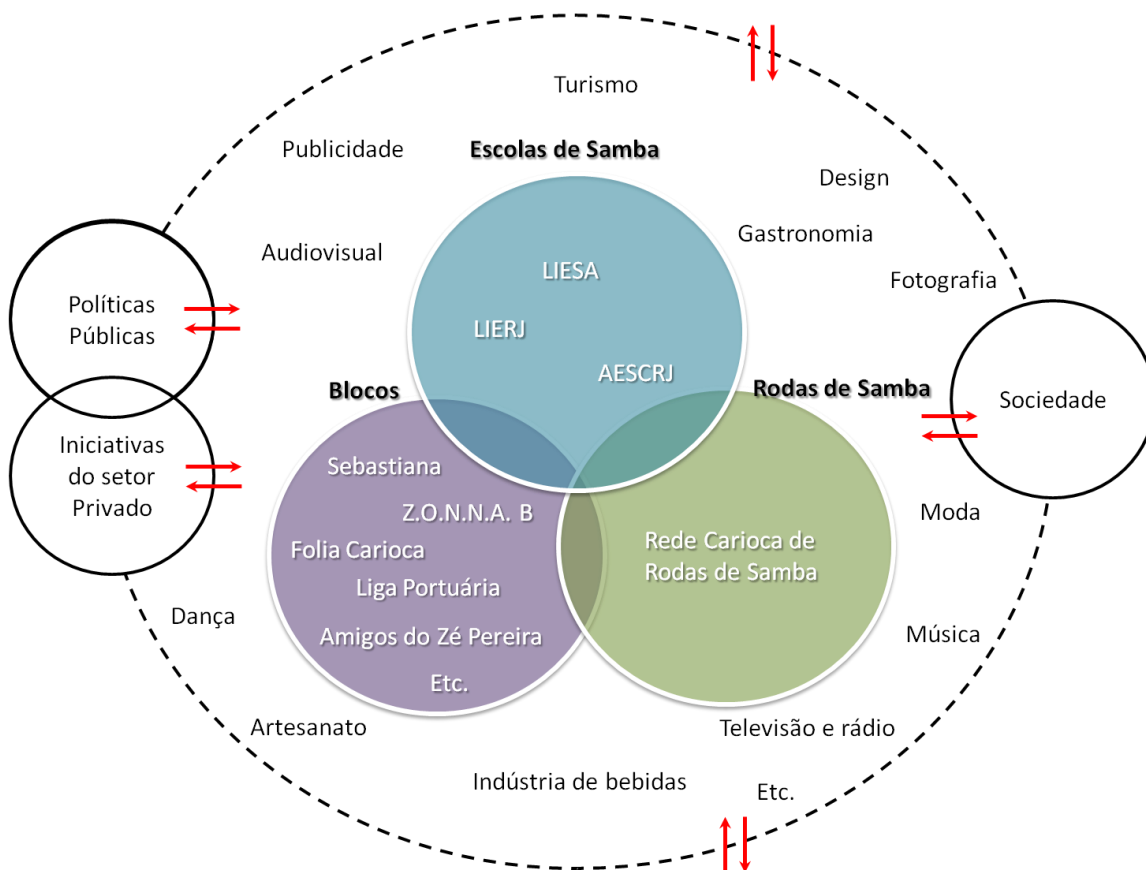 Turismo
Publicidade
Escolas de Samba
Design
Gastronomia
Audiovisual
Fotografia
LIESA
LIERJ
AESCRJ
Políticas
Públicas
Blocos
Rodas de Samba
Sociedade
Iniciativas
do setor
Privado
Sebastiana
Z.O.N.N.A. B
Folia Carioca
Liga Portuária
Amigos do Zé Pereira
Etc.
Rede Carioca de
Rodas de Samba
Moda
Dança
Música
Artesanato
Televisão e rádio
Indústria de bebidas
Etc.